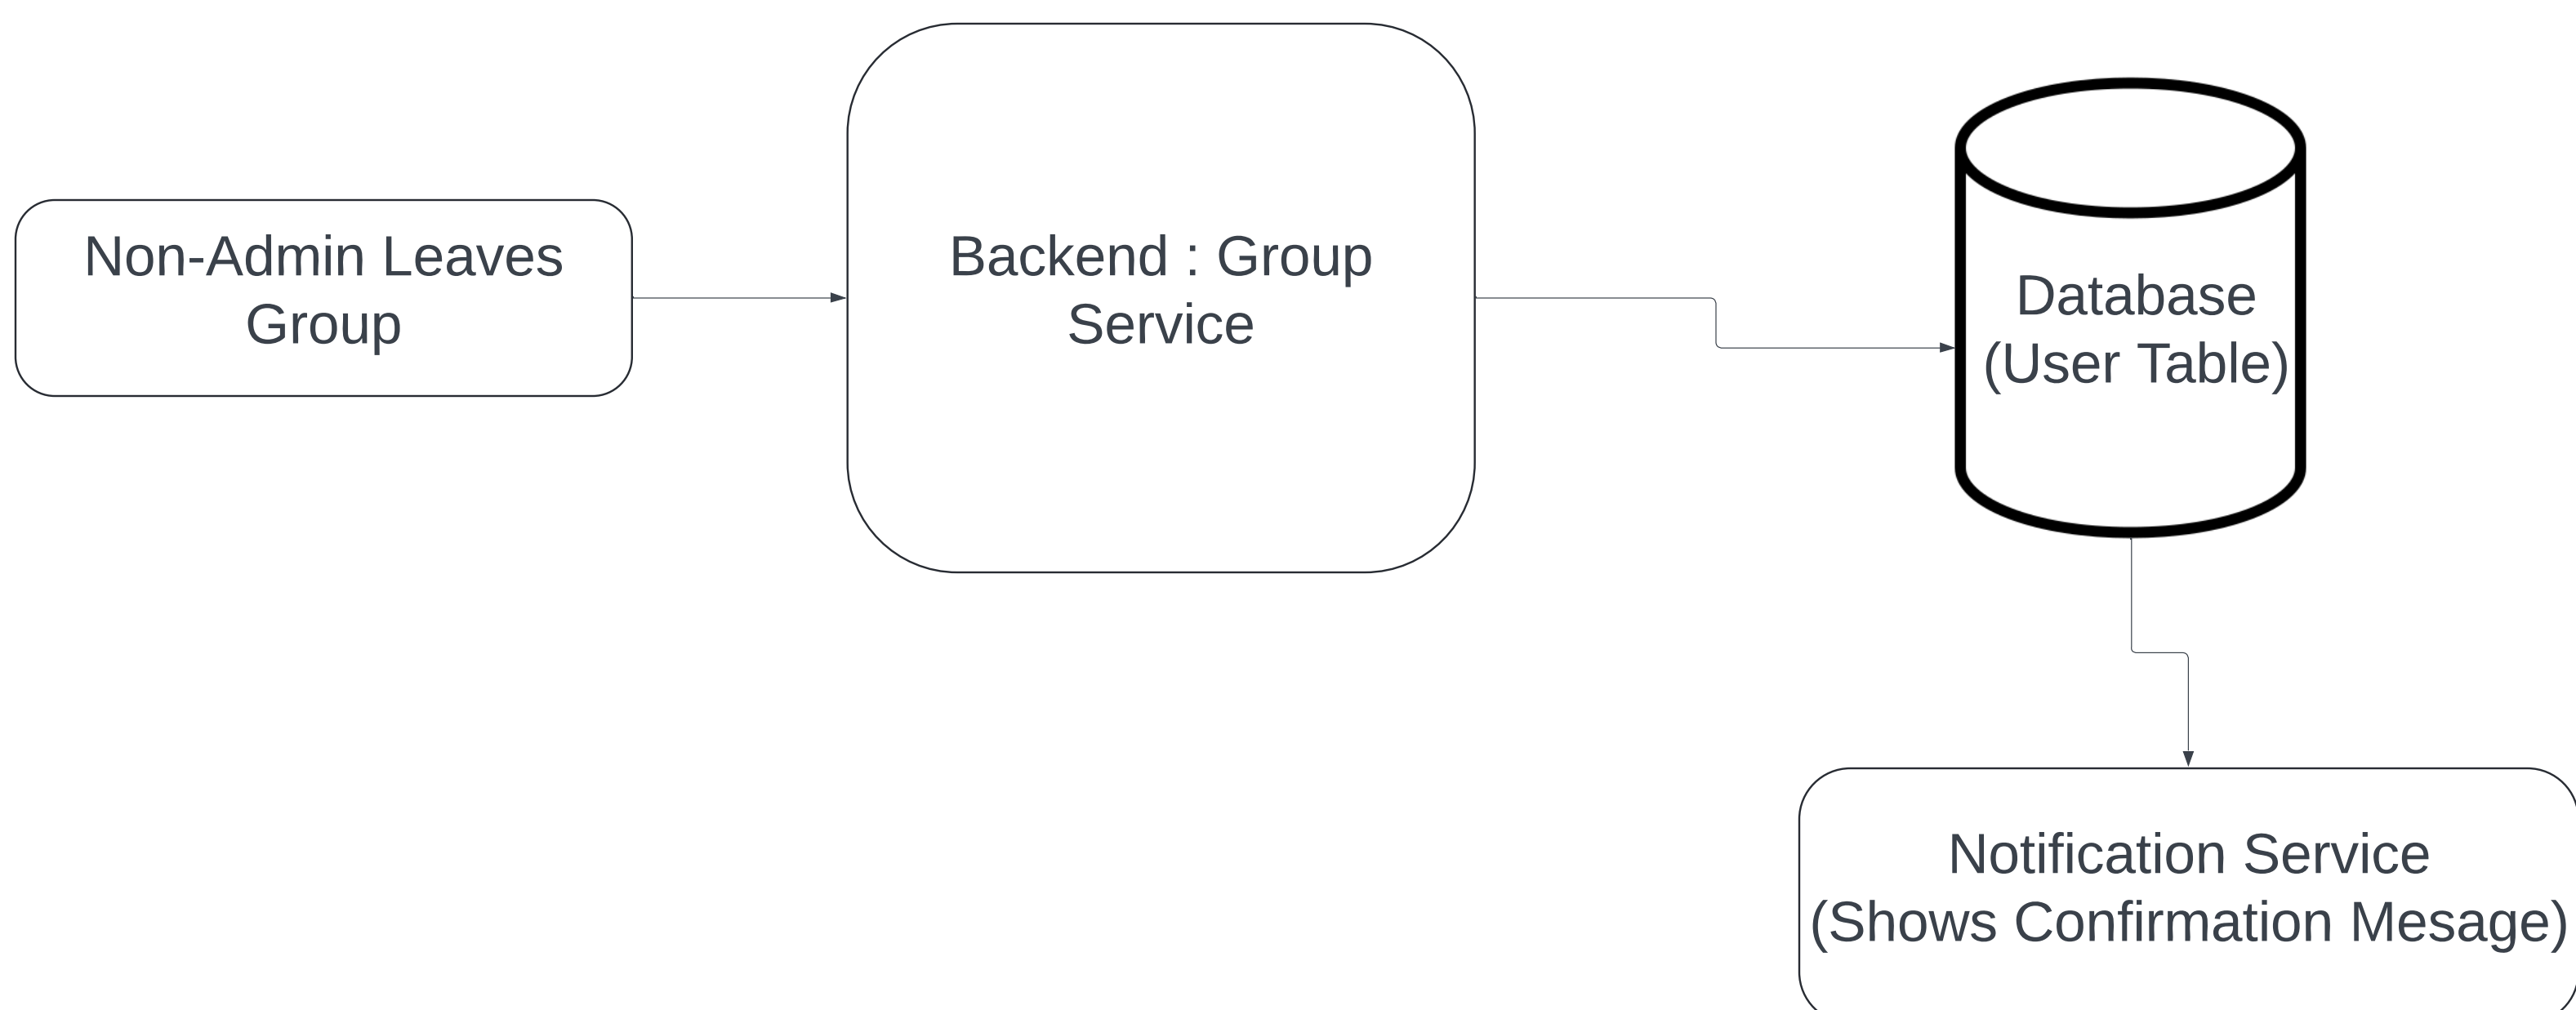 Non-Admin Leaves
Group
Backend : Group
Service
Database
(User Table)
Notification Service
(Shows Confirmation Mesage)